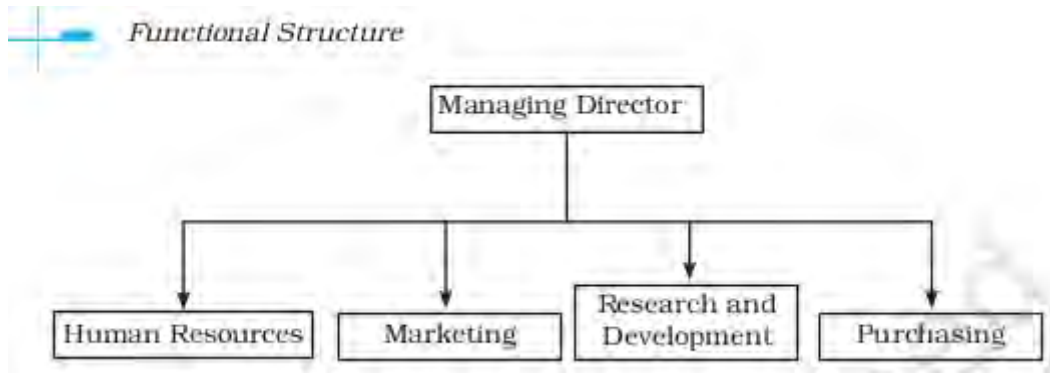 Functional Structure
Managing Director
Human Resources
Marketing
Research and
Development
Purchasing